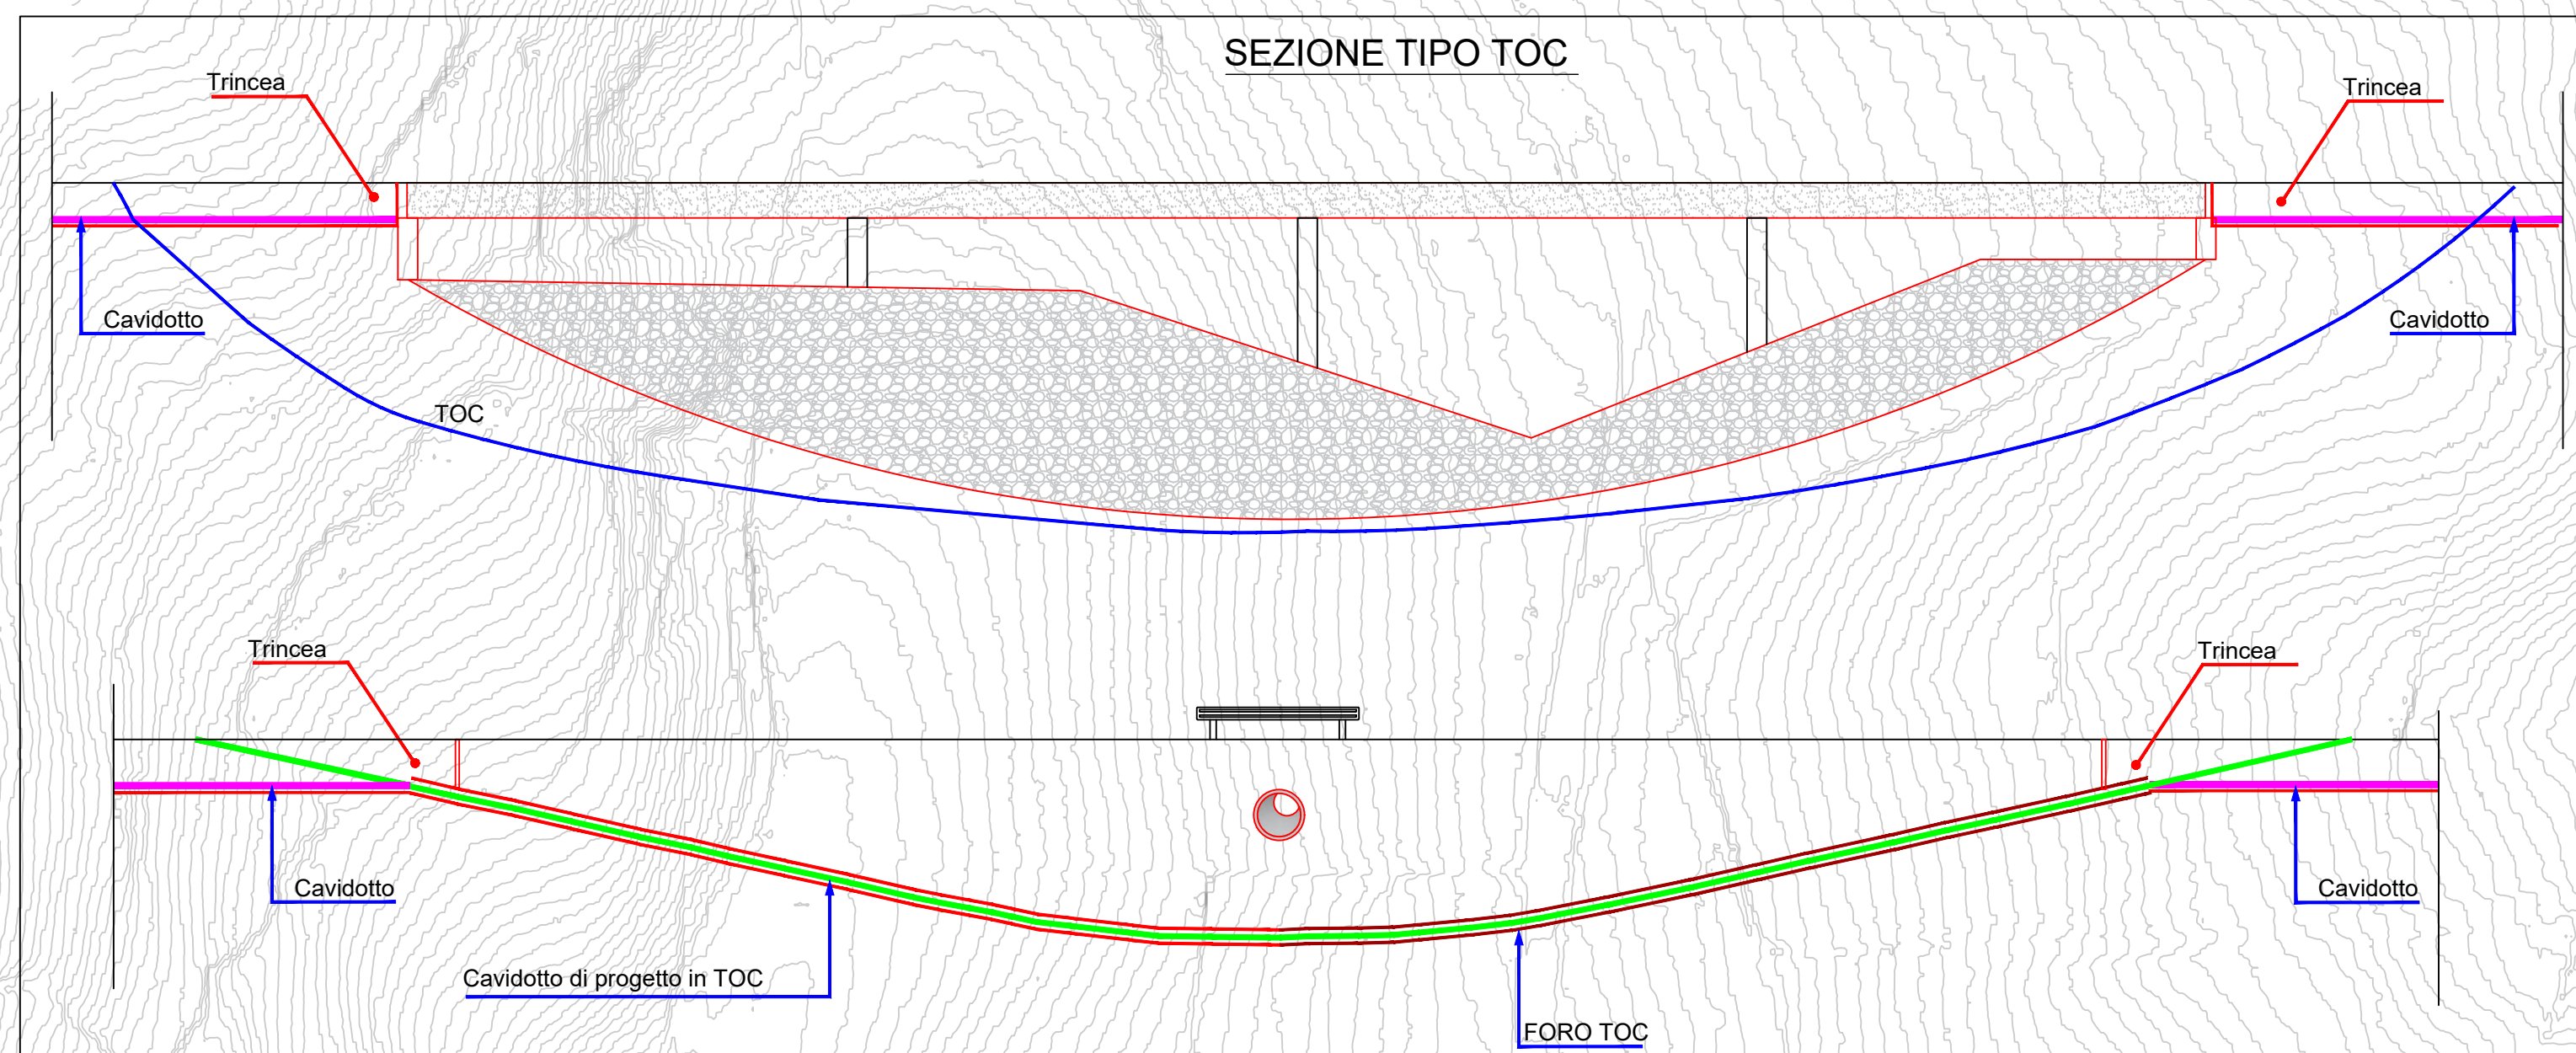 SEZIONE TIPO TOC
Trincea
Trincea
Cavidotto
Cavidotto
TOC
Trincea
Trincea
Cavidotto
Cavidotto
Cavidotto di progetto in TOC
FORO TOC